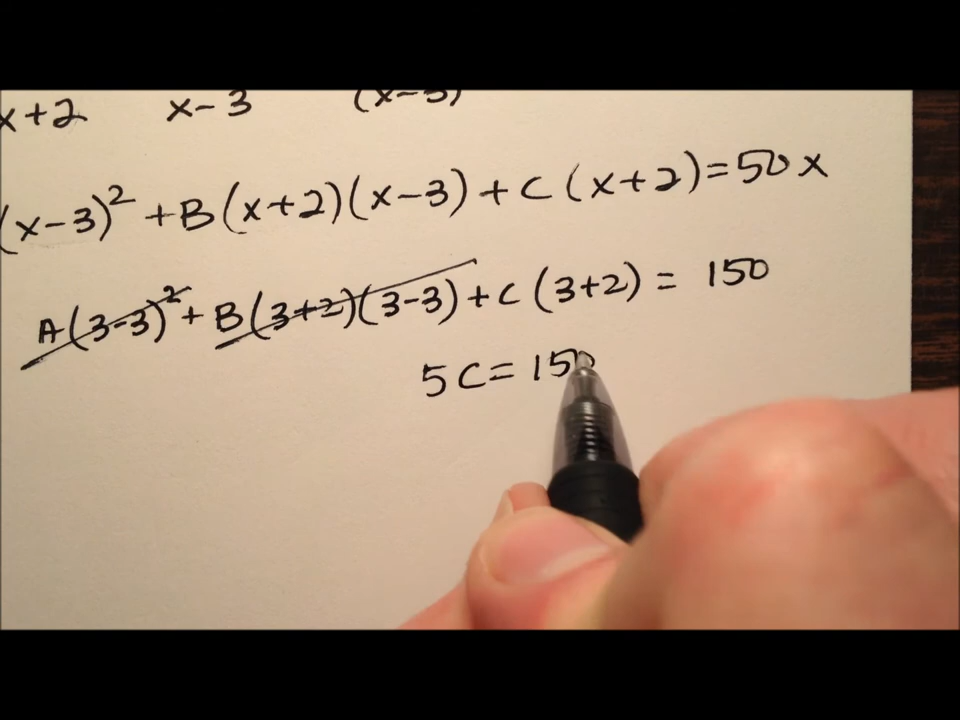 x+2 x-3 (x-3)
(x-3)² +B(x+2)(x-3) +C(x+2)=50x
A(3-3)² + B(3+2)(3-3) +C(3+2) = 150
5C= 150